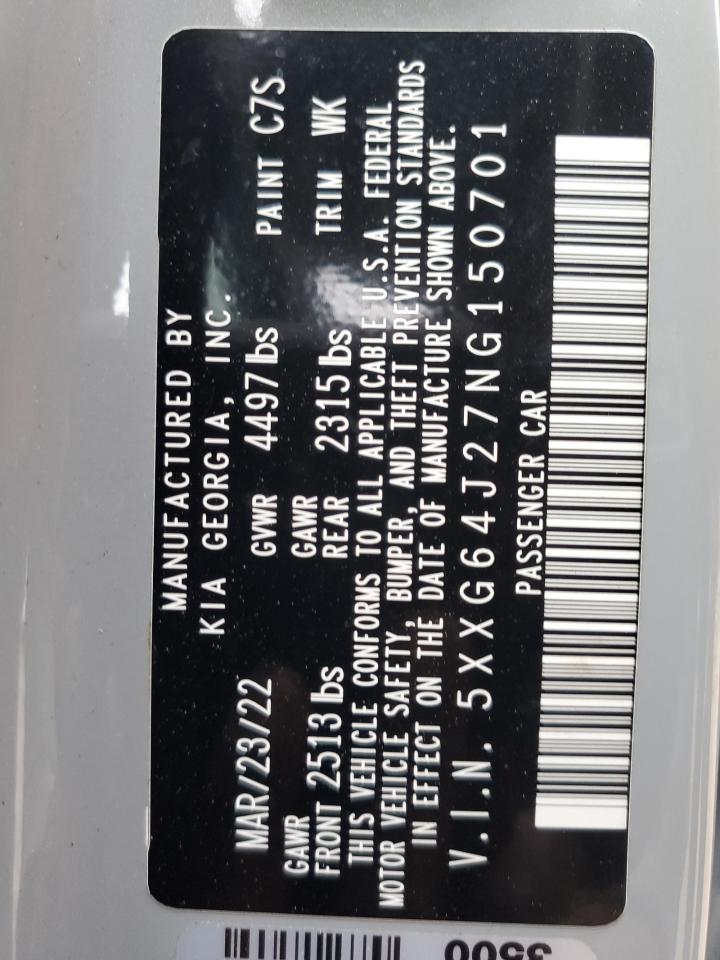 MANUFACTURED BY
KIA GEORGIA, INC.
MAR/23/22 GVWR 4497 lbs PAINT C7S
GAWR GAWR
FRONT 2513 lbs REAR 2315 lbs TRIM WK
THIS VEHICLE CONFORMS TO ALL APPLICABLE U.S.A. FEDERAL
MOTOR VEHICLE SAFETY, BUMPER, AND THEFT PREVENTION STANDARDS
IN EFFECT ON THE DATE OF MANUFACTURE SHOWN ABOVE.
V.I.N. 5XXG64J27NG150701
PASSENGER CAR
3500